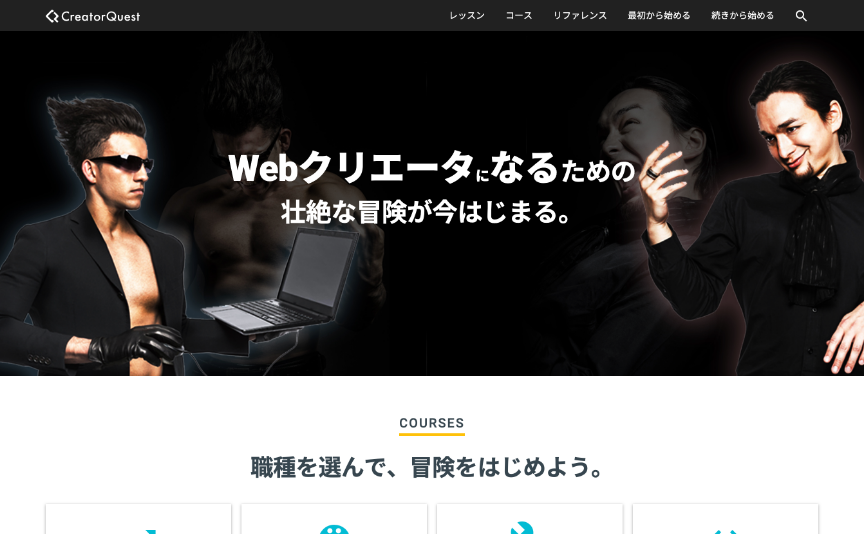 CreatorQuest
レッスン
コース
リファレンス
最初から始める
続きから始める
Webクリエータになるための
壮絶な冒険が今はじまる。
COURSES
職種を選んで、冒険をはじめよう。